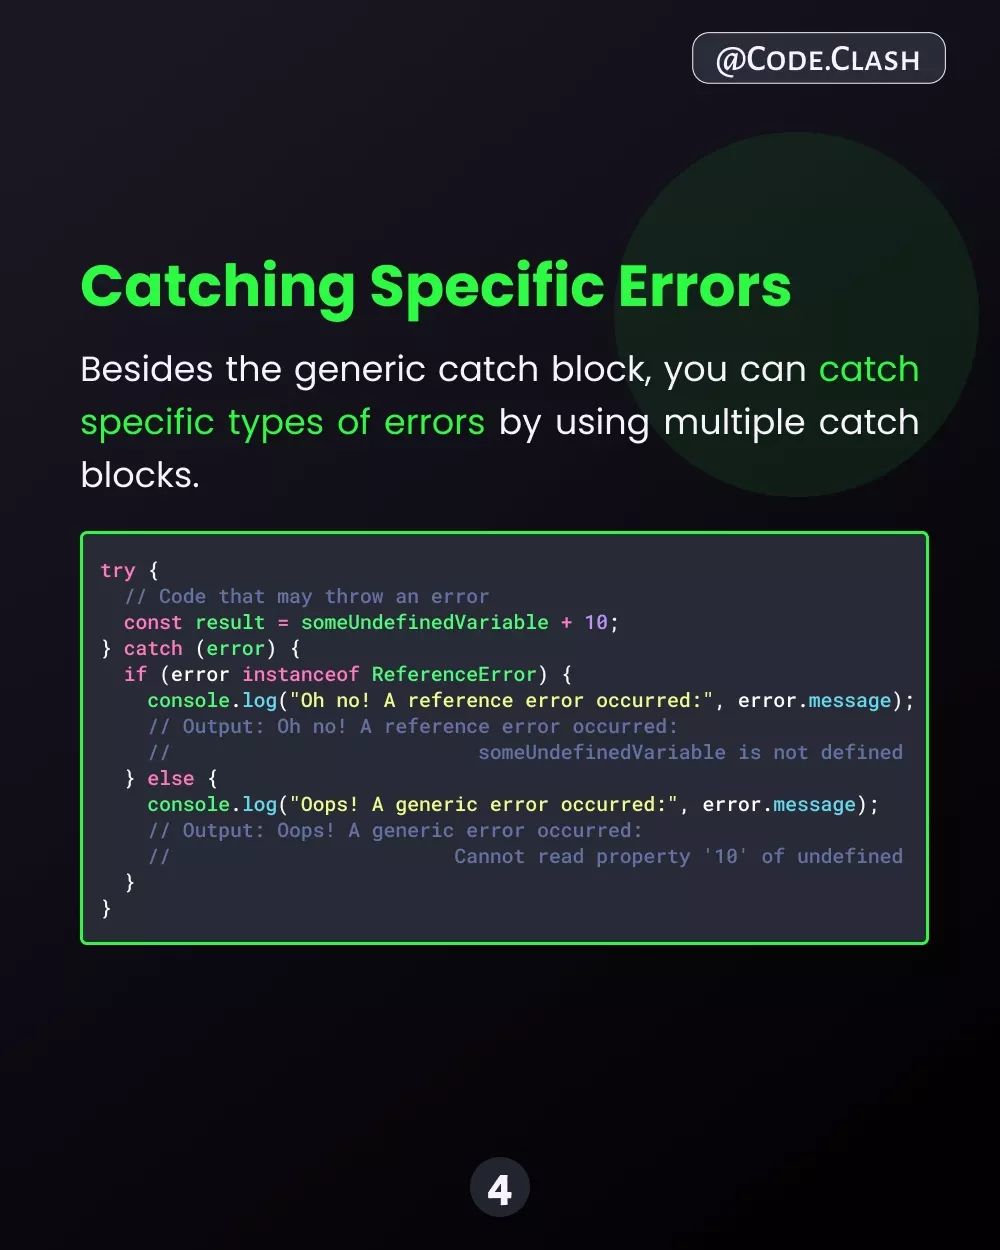 @Code.Clash
Catching Specific Errors
Besides the generic catch block, you can catch
specific types of errors by using multiple catch
blocks.
try {
  // Code that may throw an error
  const result = someUndefinedVariable + 10;
} catch (error) {
  if (error instanceof ReferenceError) {
    console.log("Oh no! A reference error occurred:", error.message);
    // Output: Oh no! A reference error occurred:
    //                          someUndefinedVariable is not defined
  } else {
    console.log("Oops! A generic error occurred:", error.message);
    // Output: Oops! A generic error occurred:
    //                        Cannot read property '10' of undefined
  }
}
4